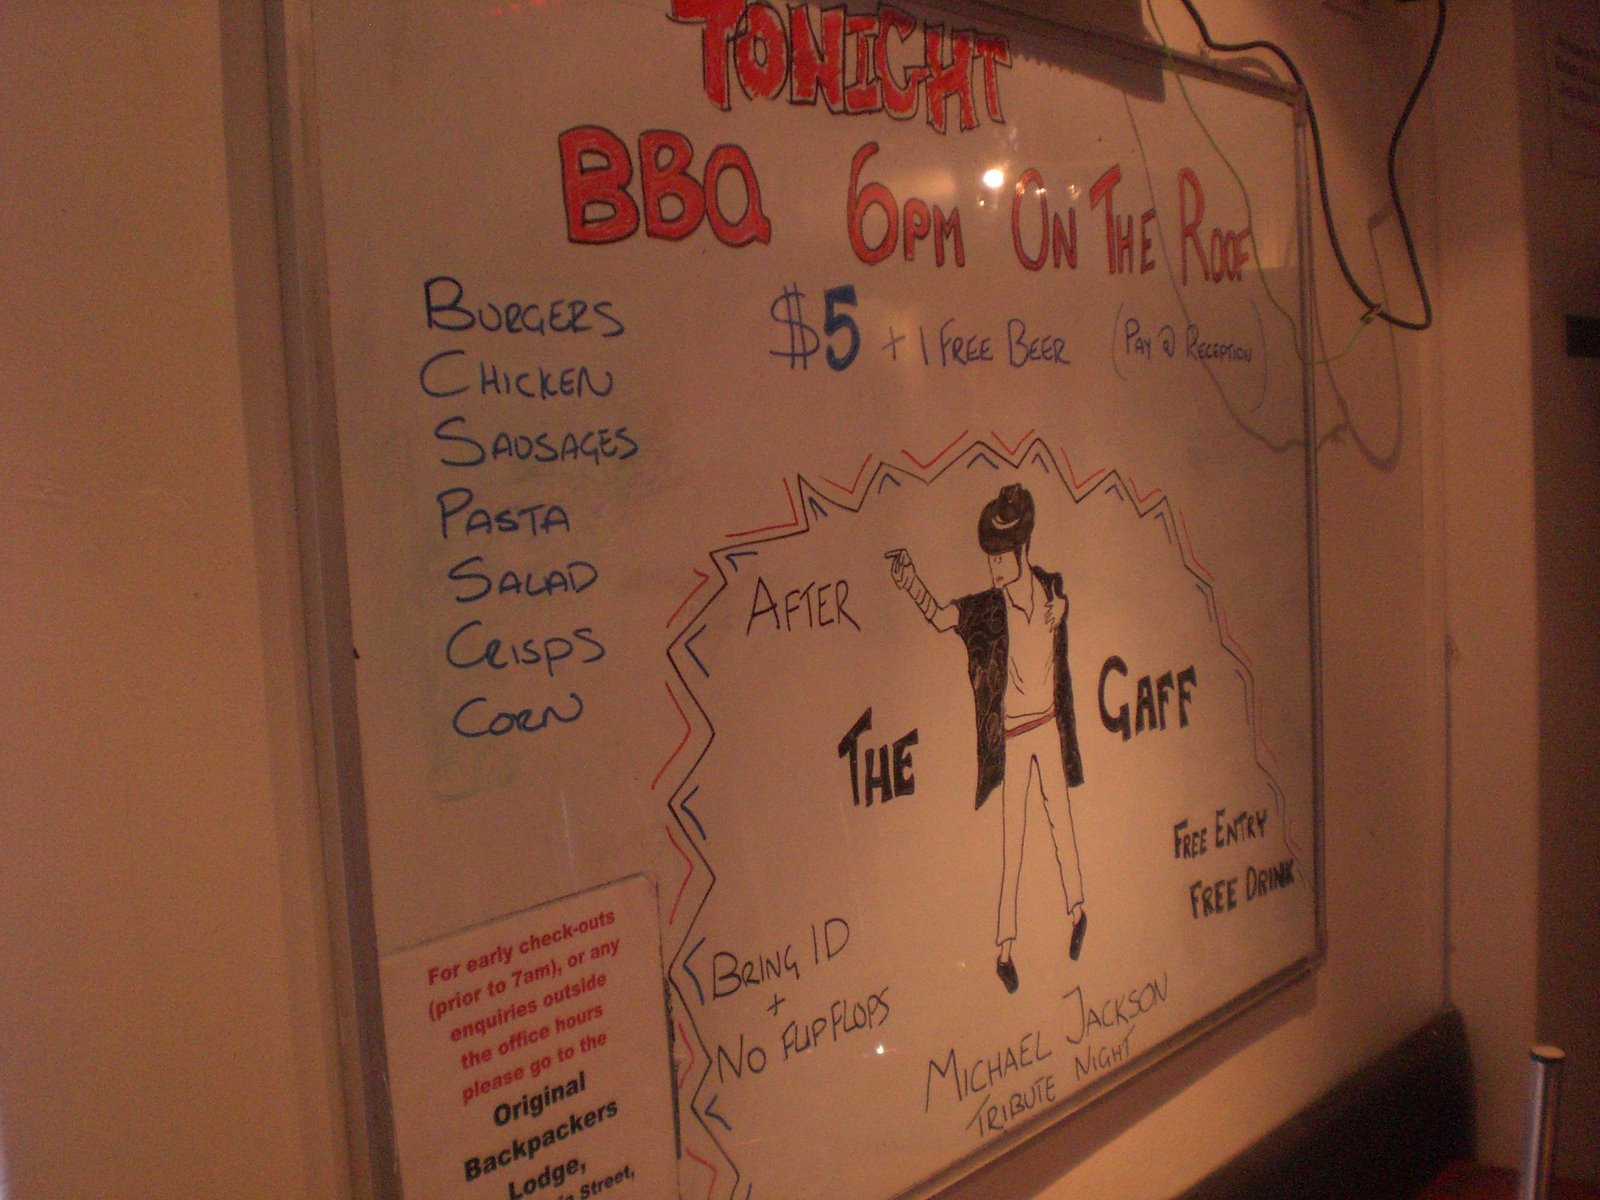 TONIGHT
BBQ 6PM ON THE ROOF
$5 + 1 FREE BEER (PAY @ RECEPTION)
BURGERS
CHICKEN
SAUSAGES
PASTA
SALAD
CRISPS
CORN
AFTER
THE GAFF
FREE ENTRY
FREE DRINK
BRING ID
+
NO FLIPFLOPS
MICHAEL JACKSON
TRIBUTE NIGHT
For early check-outs
(prior to 7am), or any
enquiries outside
the office hours
please go to the
Original
Backpackers
Lodge,
Street,